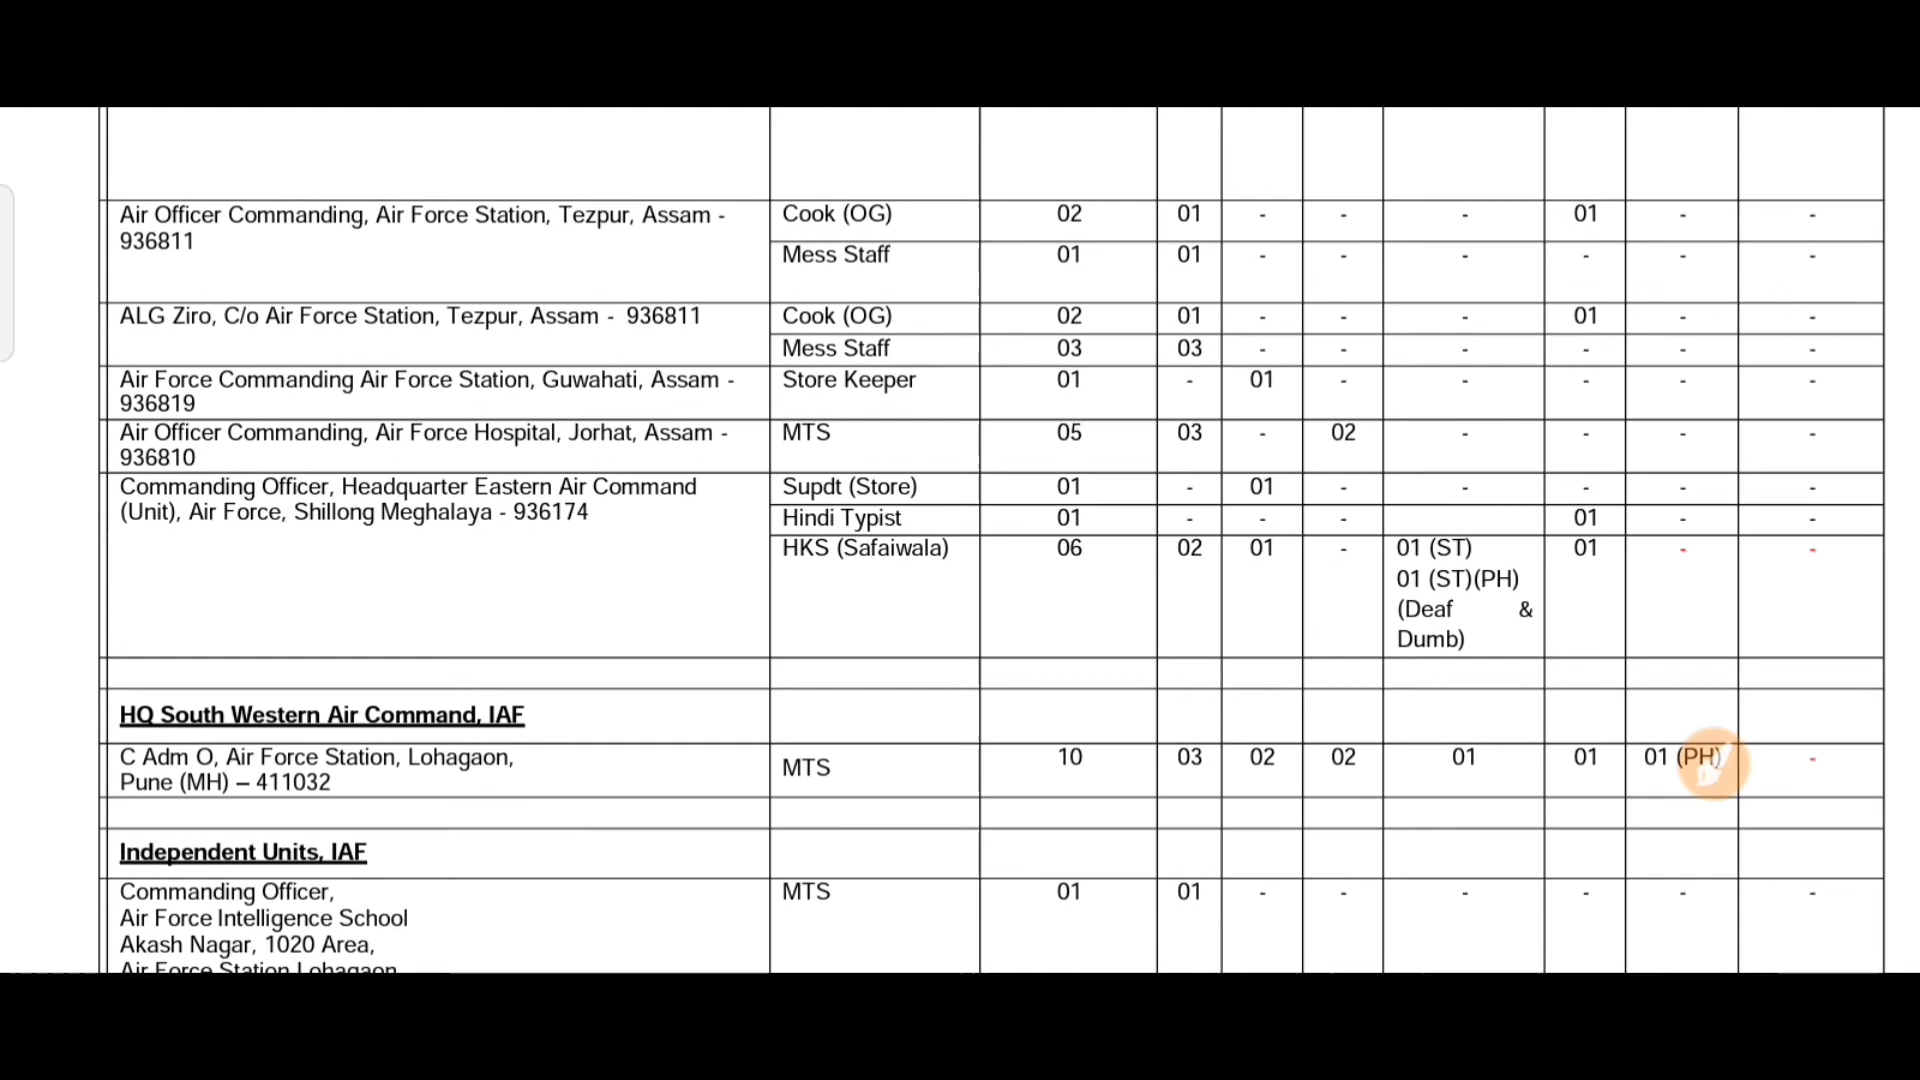 Air Officer Commanding, Air Force Station, Tezpur, Assam - Cook (OG) 02 01 - - - 01 - -
936811
Mess Staff 01 01 - - - - - -
ALG Ziro, C/o Air Force Station, Tezpur, Assam - 936811 Cook (OG) 02 01 - - - 01 - -
Mess Staff 03 03 - - - - - -
Air Force Commanding Air Force Station, Guwahati, Assam - Store Keeper 01 - 01 - - - - -
936819
Air Officer Commanding, Air Force Hospital, Jorhat, Assam - MTS 05 03 - 02 - - - -
936810
Commanding Officer, Headquarter Eastern Air Command Supdt (Store) 01 - 01 - - - - -
(Unit), Air Force, Shillong Meghalaya - 936174 Hindi Typist 01 - - - 01 - -
HKS (Safaiwala) 06 02 01 - 01 (ST) 01 - -
01 (ST)(PH)
(Deaf &
Dumb)
HQ South Western Air Command, IAF
C Adm O, Air Force Station, Lohagaon, MTS 10 03 02 02 01 01 01 (PH) -
Pune (MH) – 411032
Independent Units, IAF
Commanding Officer, MTS 01 01 - - - - - -
Air Force Intelligence School
Akash Nagar, 1020 Area,
Air Force Station Lohagaon